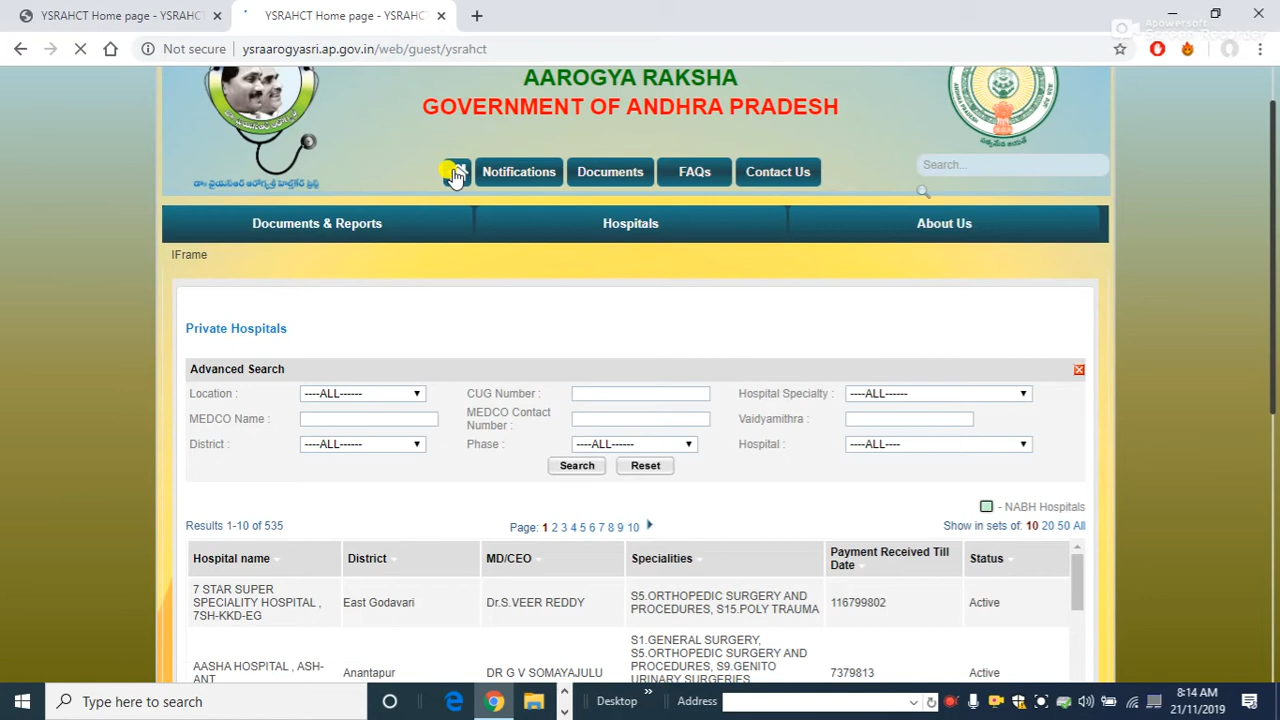 YSRAHCT Home page - YSRAHCT
YSRAHCT Home page - YSRAHCT
Apowersoft
Screen Recorder
Not secure
ysraarogyasri.ap.gov.in/web/guest/ysrahct
AAROGYA RAKSHA
GOVERNMENT OF ANDHRA PRADESH
Notifications
Documents
FAQs
Contact Us
Search...
Documents & Reports
Hospitals
About Us
IFrame
Private Hospitals
Advanced Search
Location :
----ALL------
CUG Number :
Hospital Specialty :
----ALL------
MEDCO Name :
MEDCO Contact
Number :
Vaidyamithra :
District :
----ALL------
Phase :
----ALL------
Hospital :
----ALL----
Search
Reset
- NABH Hospitals
Results 1-10 of 535
Page: 1 2 3 4 5 6 7 8 9 10
Show in sets of: 10 20 50 All
Hospital name
District
MD/CEO
Specialities
Payment Received Till
Date
Status
7 STAR SUPER
SPECIALITY HOSPITAL ,
7SH-KKD-EG
East Godavari
Dr.S.VEER REDDY
S5.ORTHOPEDIC SURGERY AND
PROCEDURES, S15.POLY TRAUMA
116799802
Active
AASHA HOSPITAL , ASH-
ANT
Anantapur
DR G V SOMAYAJULU
S1.GENERAL SURGERY,
S5.ORTHOPEDIC SURGERY AND
PROCEDURES, S9.GENITO
URINARY SURGERIES
7379813
Active
Type here to search
Desktop
Address
8:14 AM
21/11/2019